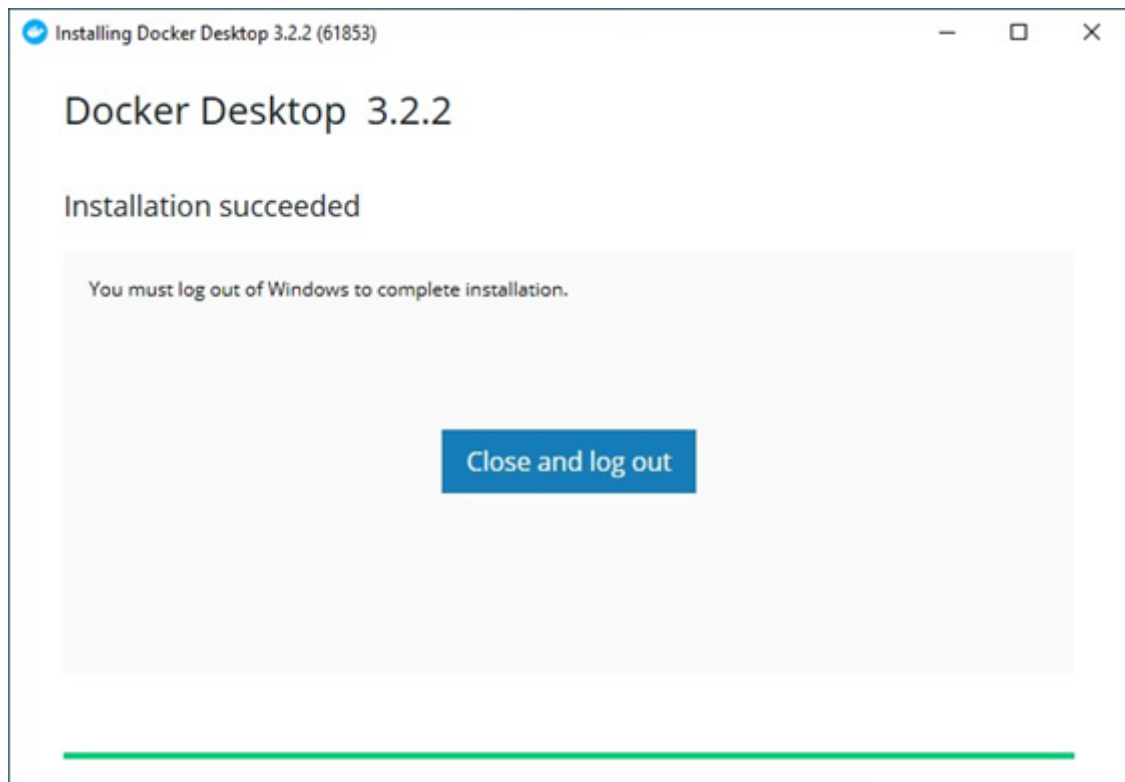 Installing Docker Desktop 3.2.2 (61853)
Docker Desktop 3.2.2
Installation succeeded
You must log out of Windows to complete installation.
Close and log out